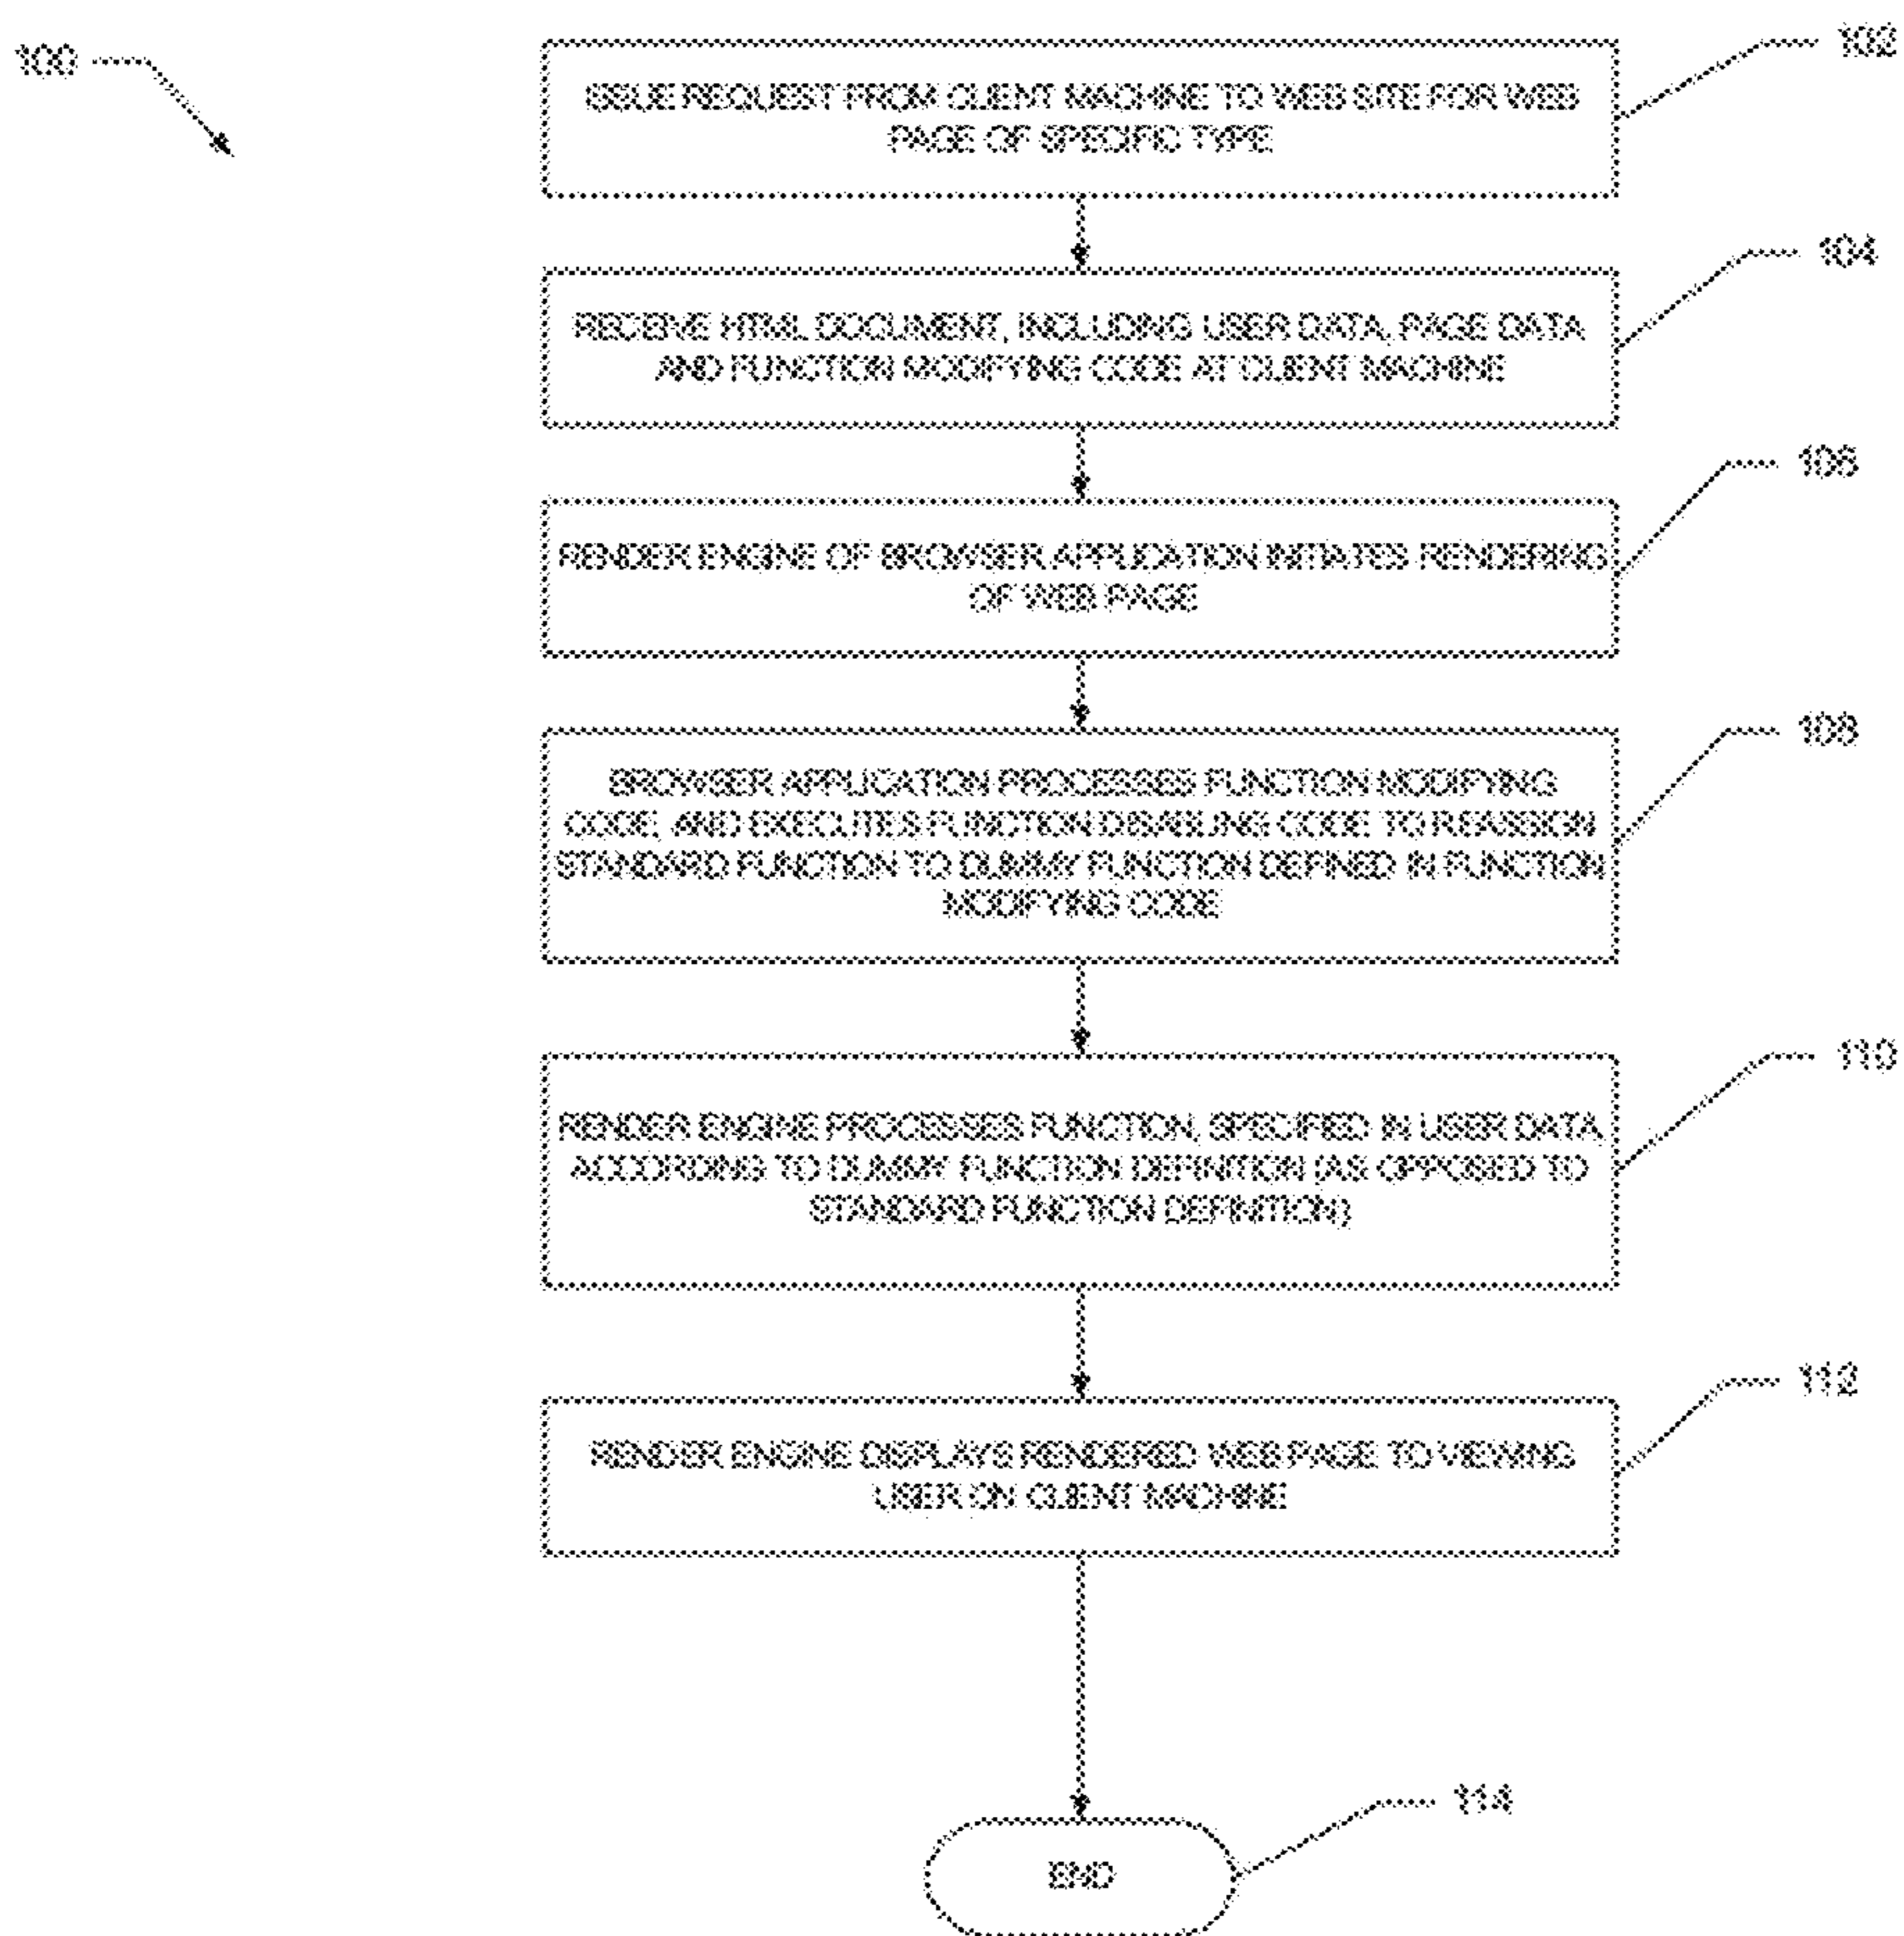 100
102
ISSUE REQUEST FROM CLIENT MACHINE TO WEB SITE FOR WEB
PAGE OF SPECIFIC TYPE
104
RECEIVE HTML DOCUMENT, INCLUDING USER DATA, PAGE DATA
AND FUNCTION MODIFYING CODE AT CLIENT MACHINE
106
RENDER ENGINE OF BROWSER APPLICATION INITIATES RENDERING
OF WEB PAGE
108
BROWSER APPLICATION PROCESSES FUNCTION MODIFYING
CODE, AND EXECUTES FUNCTION DISABLING CODE TO REASSIGN
STANDARD FUNCTION TO DUMMY FUNCTION DEFINED IN FUNCTION
MODIFYING CODE
110
RENDER ENGINE PROCESSES FUNCTION, SPECIFIED IN USER DATA,
ACCORDING TO DUMMY FUNCTION DEFINITION (AS OPPOSED TO
STANDARD FUNCTION DEFINITION)
112
RENDER ENGINE DISPLAYS RENDERED WEB PAGE TO VIEWING
USER ON CLIENT MACHINE
114
END